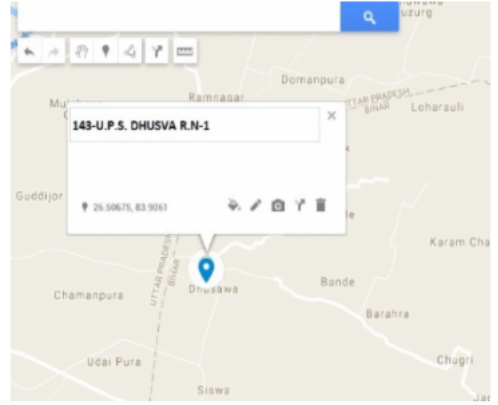 uzurg
Domanpura
Ramnagar
UTTAR PRADESH
BIHAR
Loharauli
143-U.P.S. DHUSVA R.N-1
Guddijor
26.50675, 83.9061
Karam Cha
UTTAR PRADESH
BIHAR
Dhusawa
Bande
Chamanpura
Barahra
Udai Pura
Chugri
Siswa